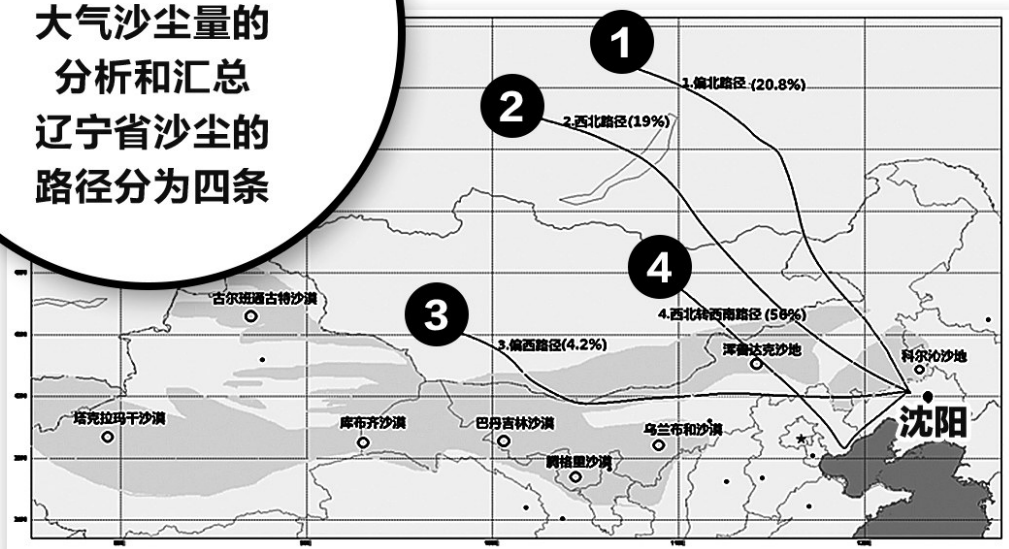 大气沙尘量的
分析和汇总
辽宁省沙尘的
路径分为四条
1
1.偏北路径 (20.8%)
2
2.西北路径(19%)
4
4.西北转西南路径 (56%)
3
3.偏西路径(4.2%)
古尔班通古特沙漠
浑善达克沙地
科尔沁沙地
塔克拉玛干沙漠
库布齐沙漠
巴丹吉林沙漠
乌兰布和沙漠
腾格里沙漠
沈阳